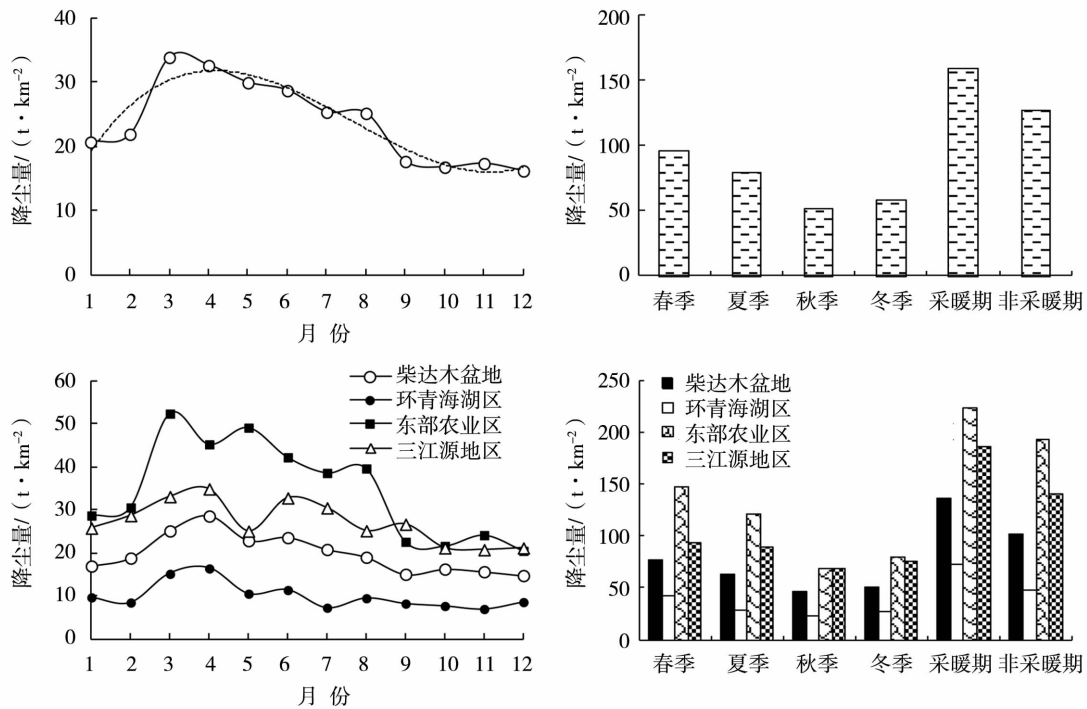 降尘量/（t·km⁻²）
40
30
20
10
0
1 2 3 4 5 6 7 8 9 10 11 12
月 份
降尘量/（t·km⁻²）
200
150
100
50
0
春季 夏季 秋季 冬季 采暖期 非采暖期
降尘量/（t·km⁻²）
60
50
40
30
20
10
0
柴达木盆地
环青海湖区
东部农业区
三江源地区
1 2 3 4 5 6 7 8 9 10 11 12
月 份
降尘量/（t·km⁻²）
250
200
150
100
50
0
柴达木盆地
环青海湖区
东部农业区
三江源地区
春季 夏季 秋季 冬季 采暖期 非采暖期